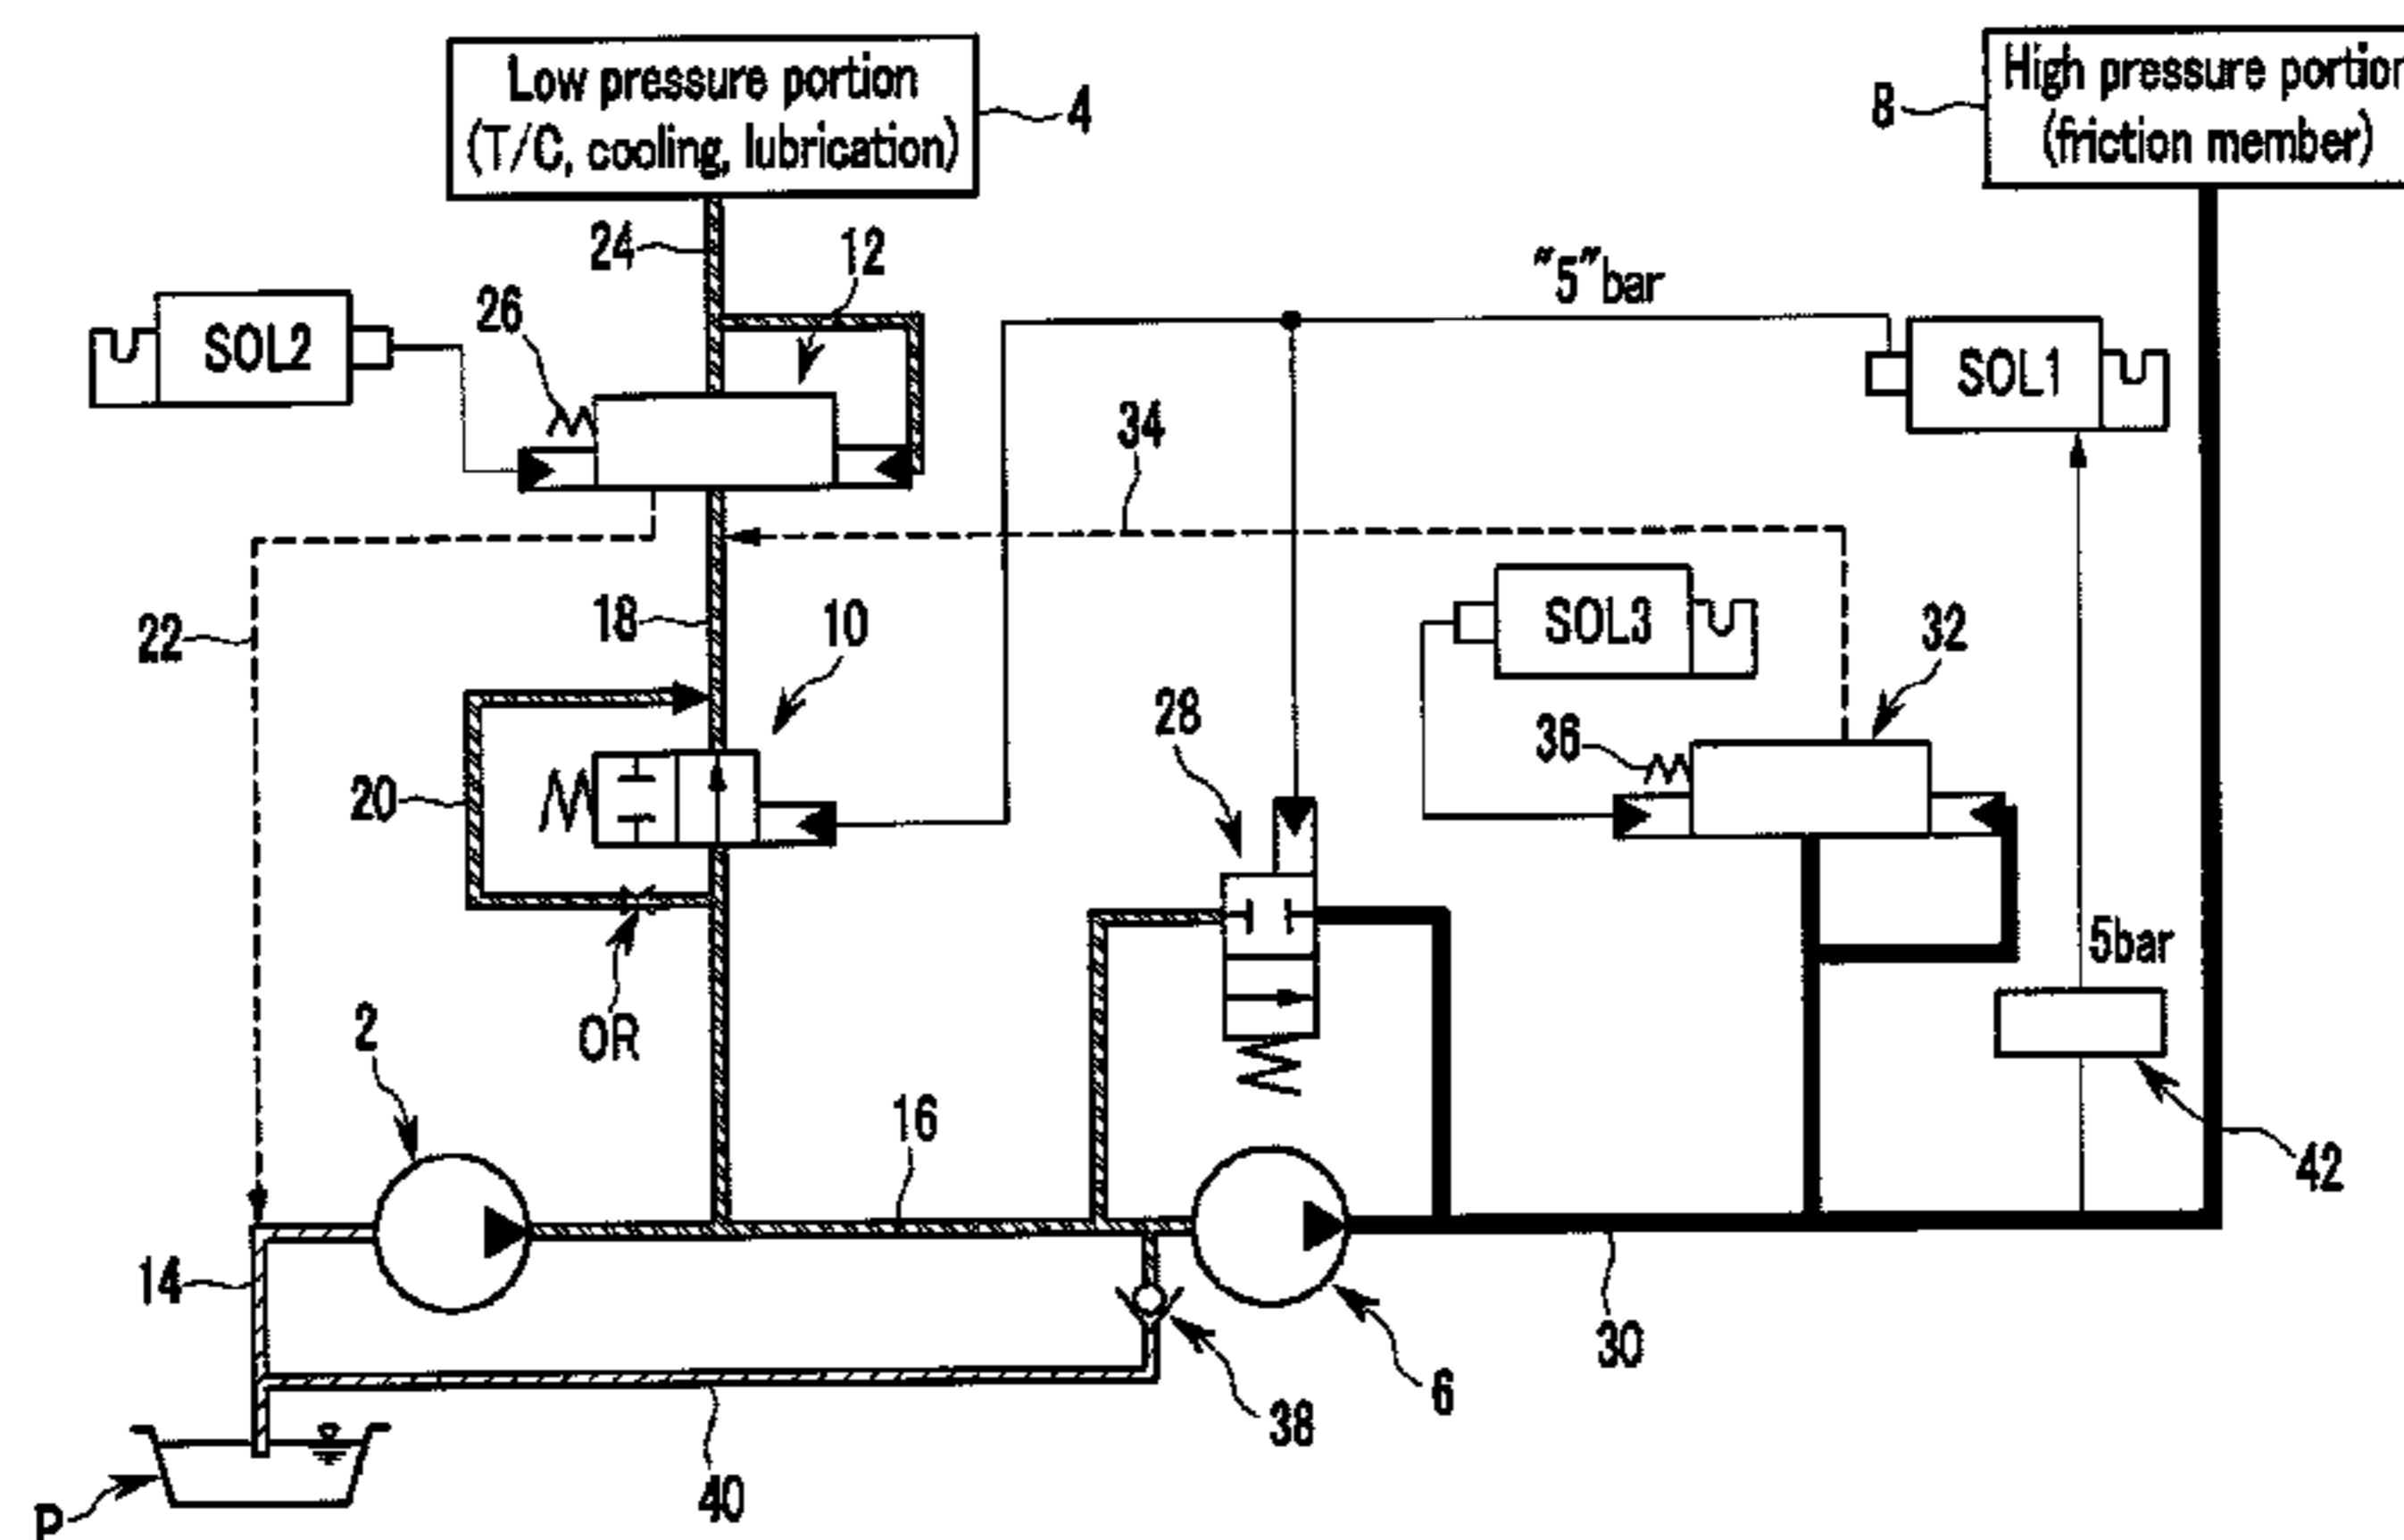 Low pressure portion
(T/C, cooling, lubrication)
4
8
High pressure portion
(friction member)
24
12
"5"bar
26
SOL2
SOL1
34
22
18
10
SOL3
32
28
36
20
5bar
2
OR
16
42
14
30
6
38
40
P